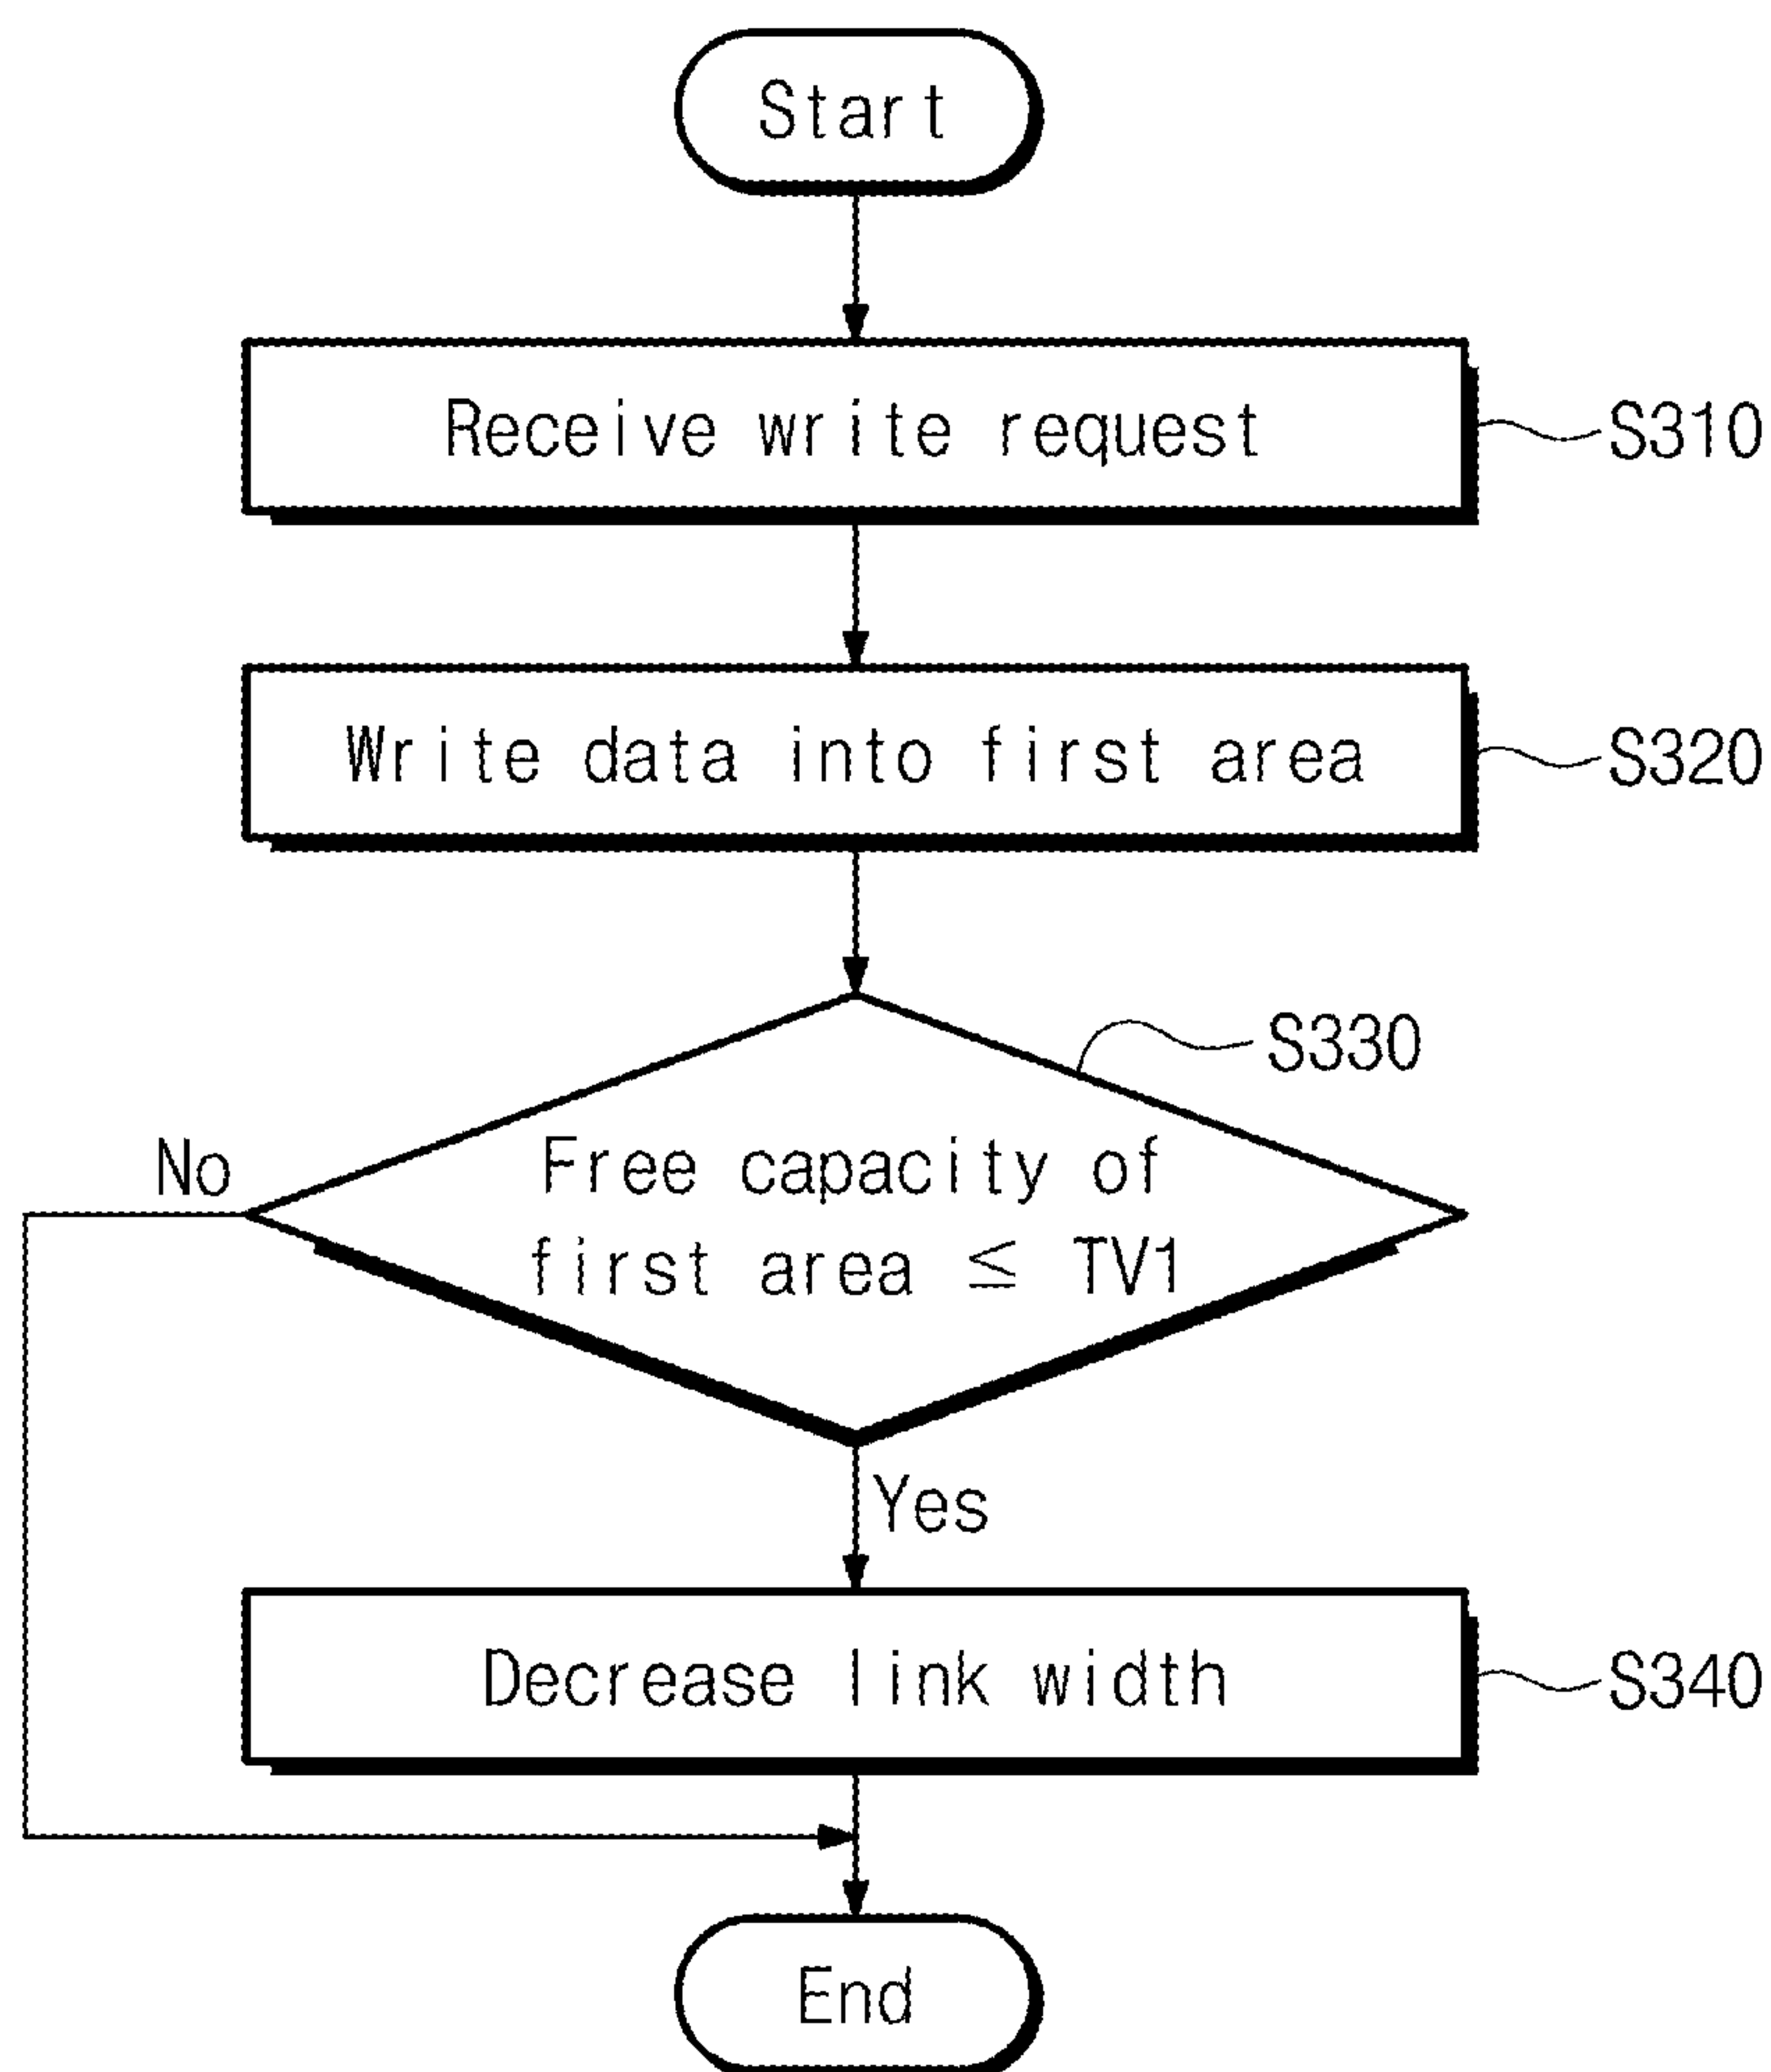 Start
Receive write request
S310
Write data into first area
S320
S330
Free capacity of
first area ≦ TV1
No
Yes
Decrease link width
S340
End